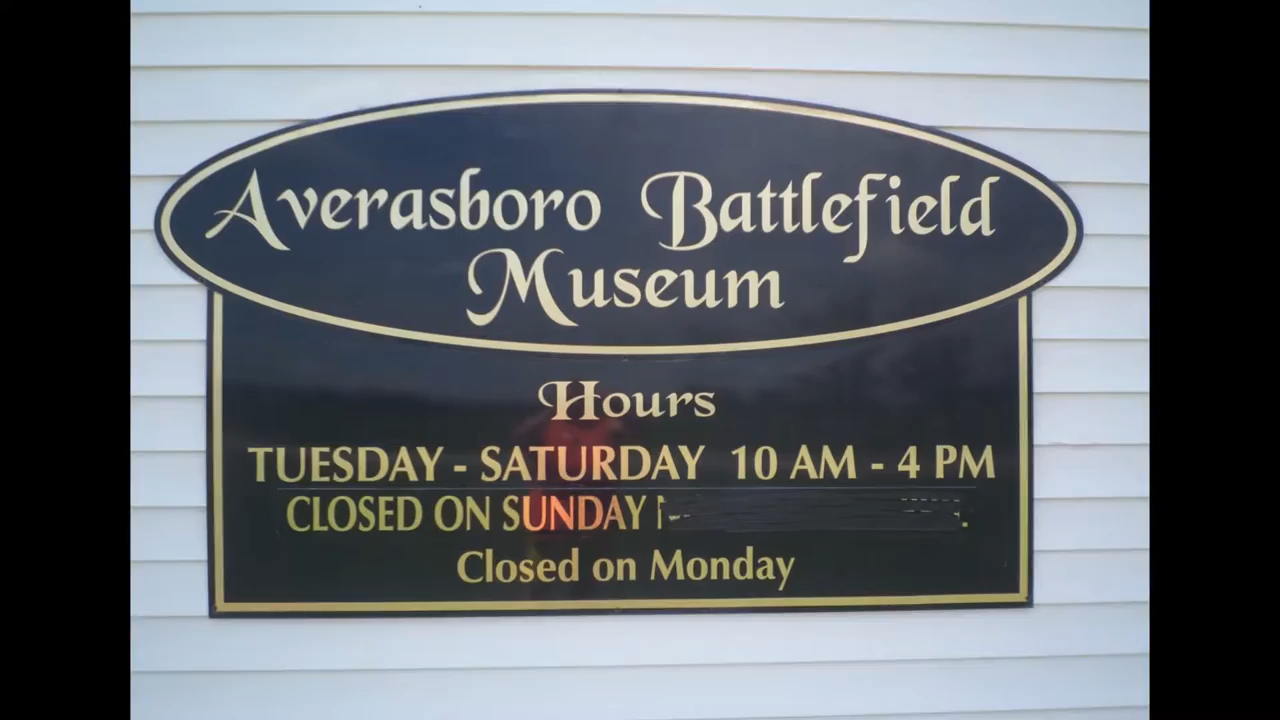 Averasboro Battlefield
Museum
Hours
TUESDAY - SATURDAY 10 AM - 4 PM
CLOSED ON SUNDAY
Closed on Monday